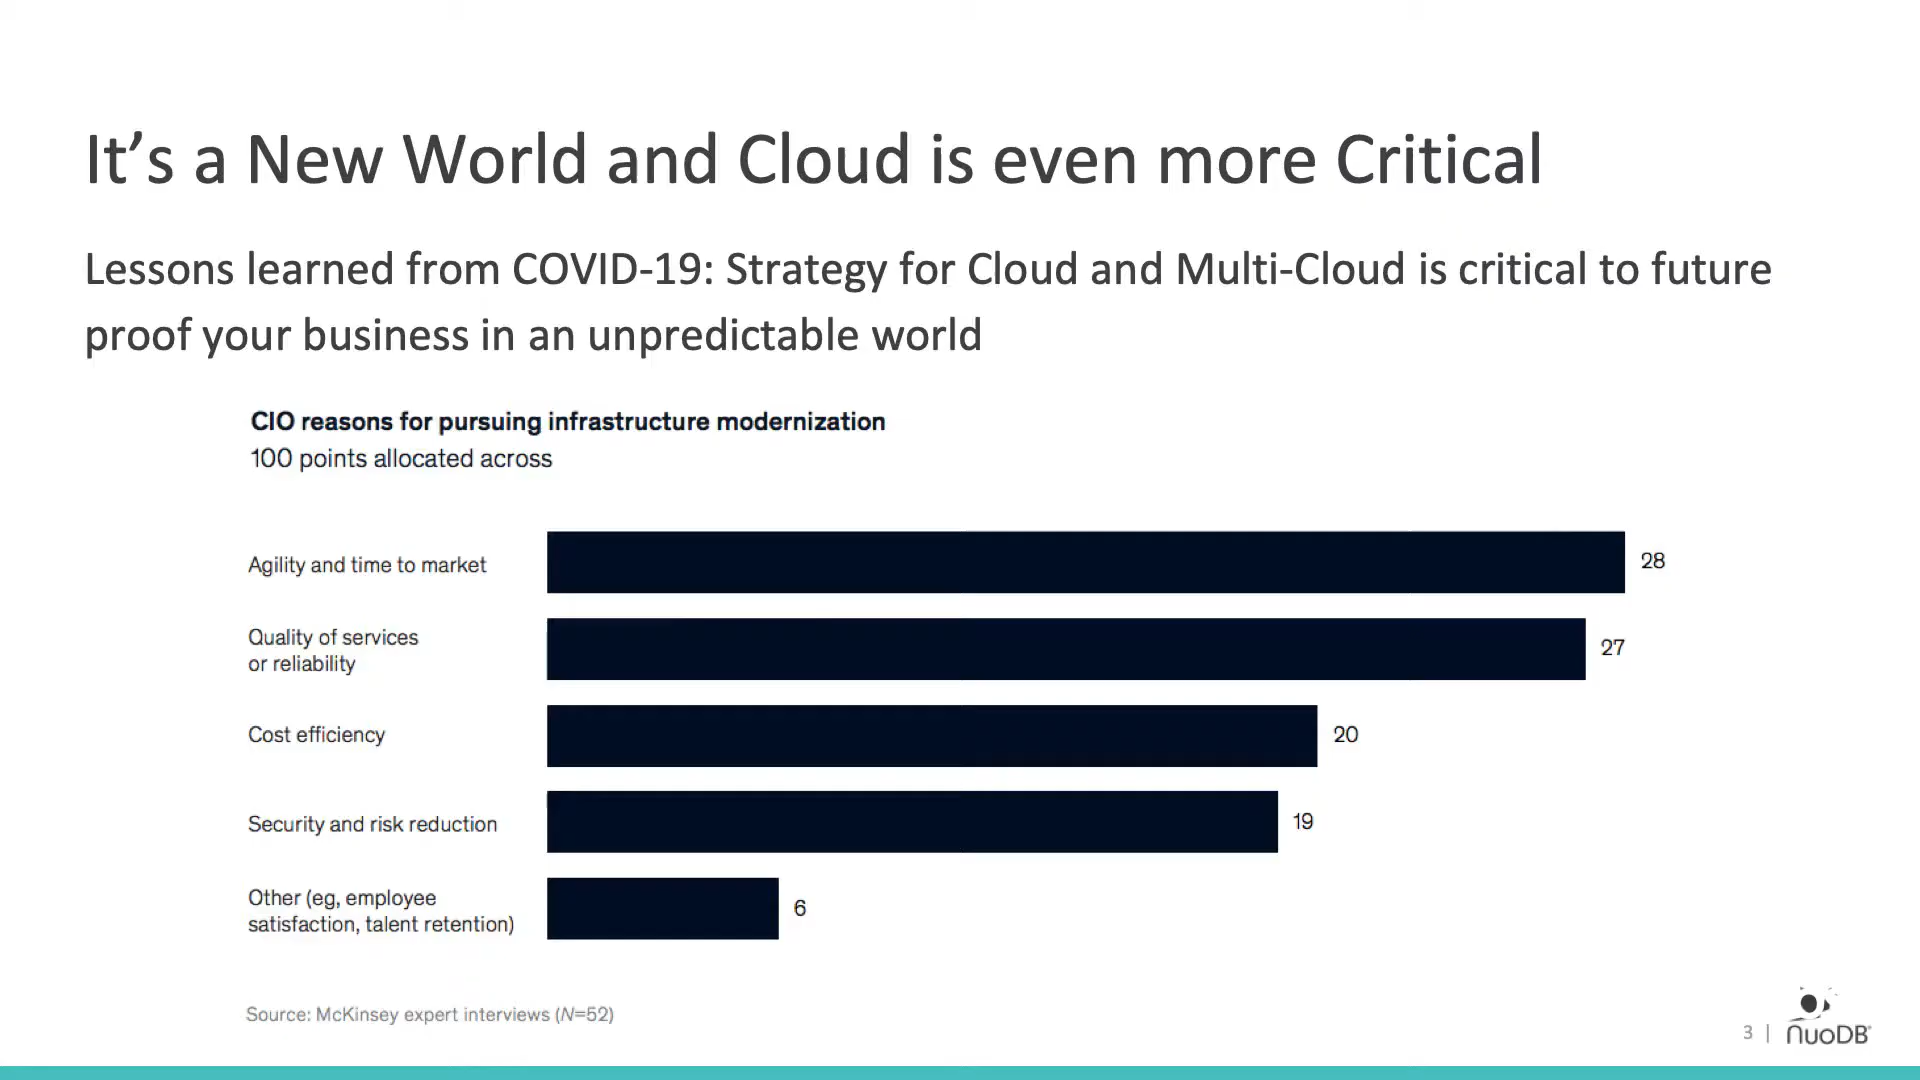 It’s a New World and Cloud is even more Critical
Lessons learned from COVID-19: Strategy for Cloud and Multi-Cloud is critical to future
proof your business in an unpredictable world
CIO reasons for pursuing infrastructure modernization
100 points allocated across
Agility and time to market
28
Quality of services
or reliability
27
Cost efficiency
20
Security and risk reduction
19
Other (eg, employee
satisfaction, talent retention)
6
Source: McKinsey expert interviews (N=52)
3 |
NuoDB